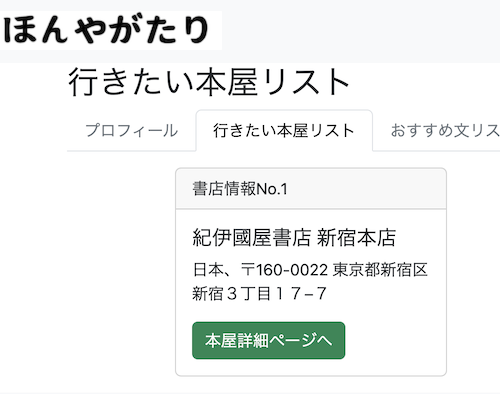 ほんやがたり
行きたい本屋リスト
プロフィール 行きたい本屋リスト おすすめ文リス
書店情報No.1
紀伊國屋書店 新宿本店
日本、〒160-0022 東京都新宿区
新宿３丁目１７−７
本屋詳細ページへ